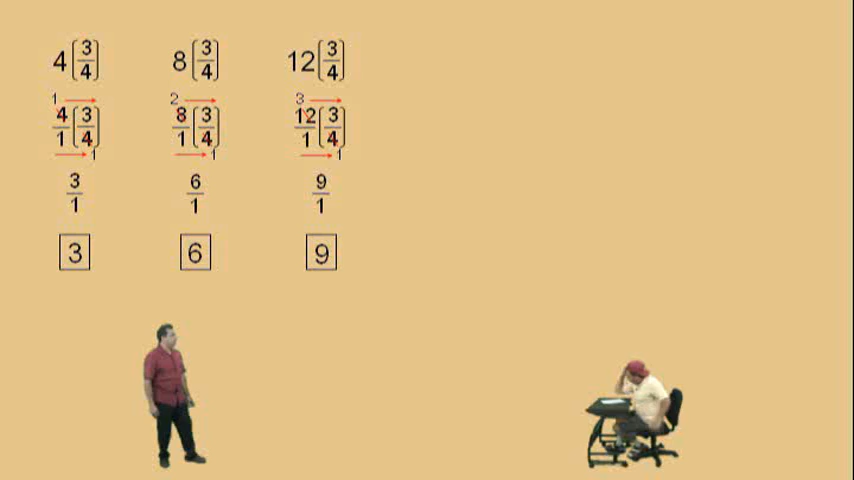 4(3/4) 8(3/4) 12(3/4)
1 2 3
4/1(3/4) 8/1(3/4) 12/1(3/4)
1 1 1
3/1 6/1 9/1
3 6 9